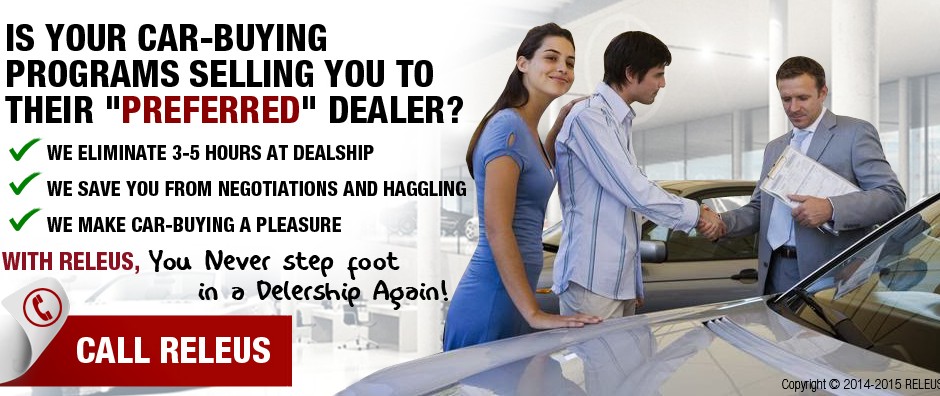 IS YOUR CAR-BUYING
PROGRAMS SELLING YOU TO
THEIR "PREFERRED" DEALER?
WE ELIMINATE 3-5 HOURS AT DEALSHIP
WE SAVE YOU FROM NEGOTIATIONS AND HAGGLING
WE MAKE CAR-BUYING A PLEASURE
WITH RELEUS, You Never step foot
in a Delership Again!
CALL RELEUS
Copyright © 2014-2015 RELEUS